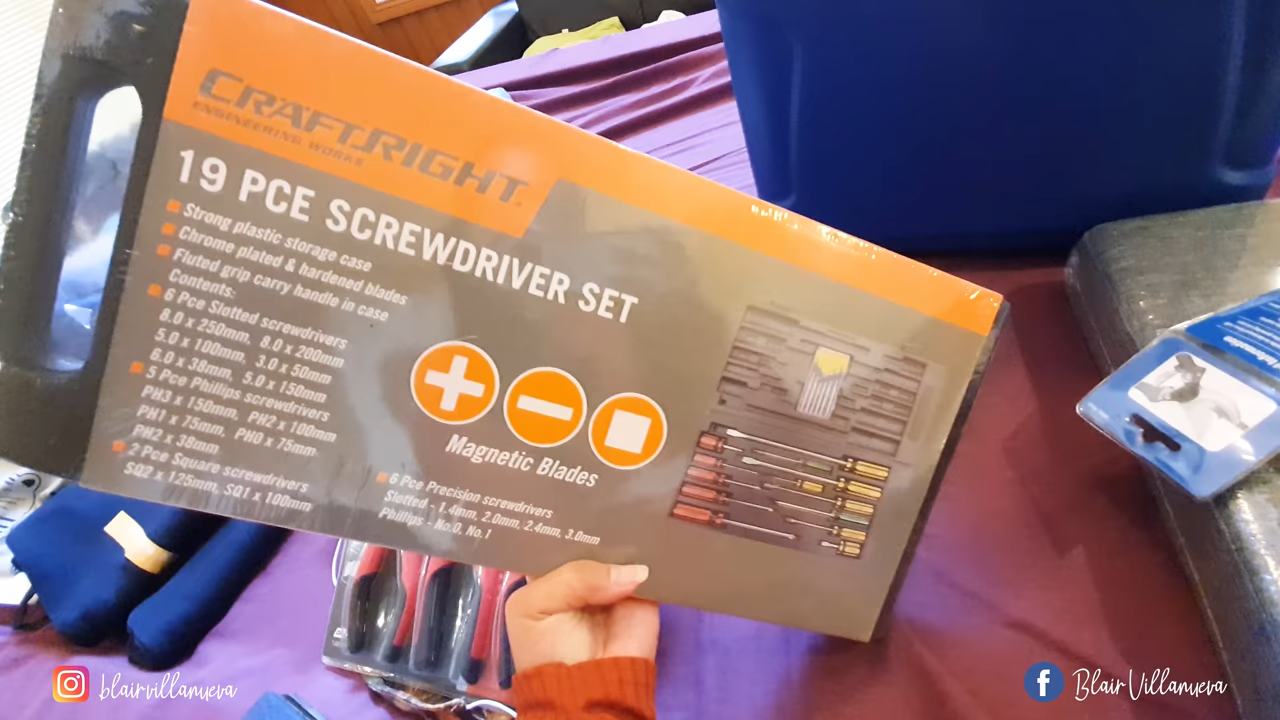 CRAFTRIGHT
ENGINEERING WORKS
19 PCE SCREWDRIVER SET
Strong plastic storage case
Chrome plated & hardened blades
Fluted grip carry handle in case
Contents:
6 Pce Slotted screwdrivers
8.0 x 250mm, 8.0 x 200mm
5.0 x 100mm, 3.0 x 50mm
6.0 x 38mm, 5.0 x 150mm
5 Pce Phillips screwdrivers
PH3 x 150mm, PH2 x 100mm
PH1 x 75mm, PH0 x 75mm
PH2 x 38mm
2 Pce Square screwdrivers
SQ2 x 125mm, SQ1 x 100mm
Magnetic Blades
6 Pce Precision screwdrivers
Slotted - 1.4mm, 2.0mm, 2.4mm, 3.0mm
Phillips - No.0, No.1
blairvillanueva
Blair Villanueva